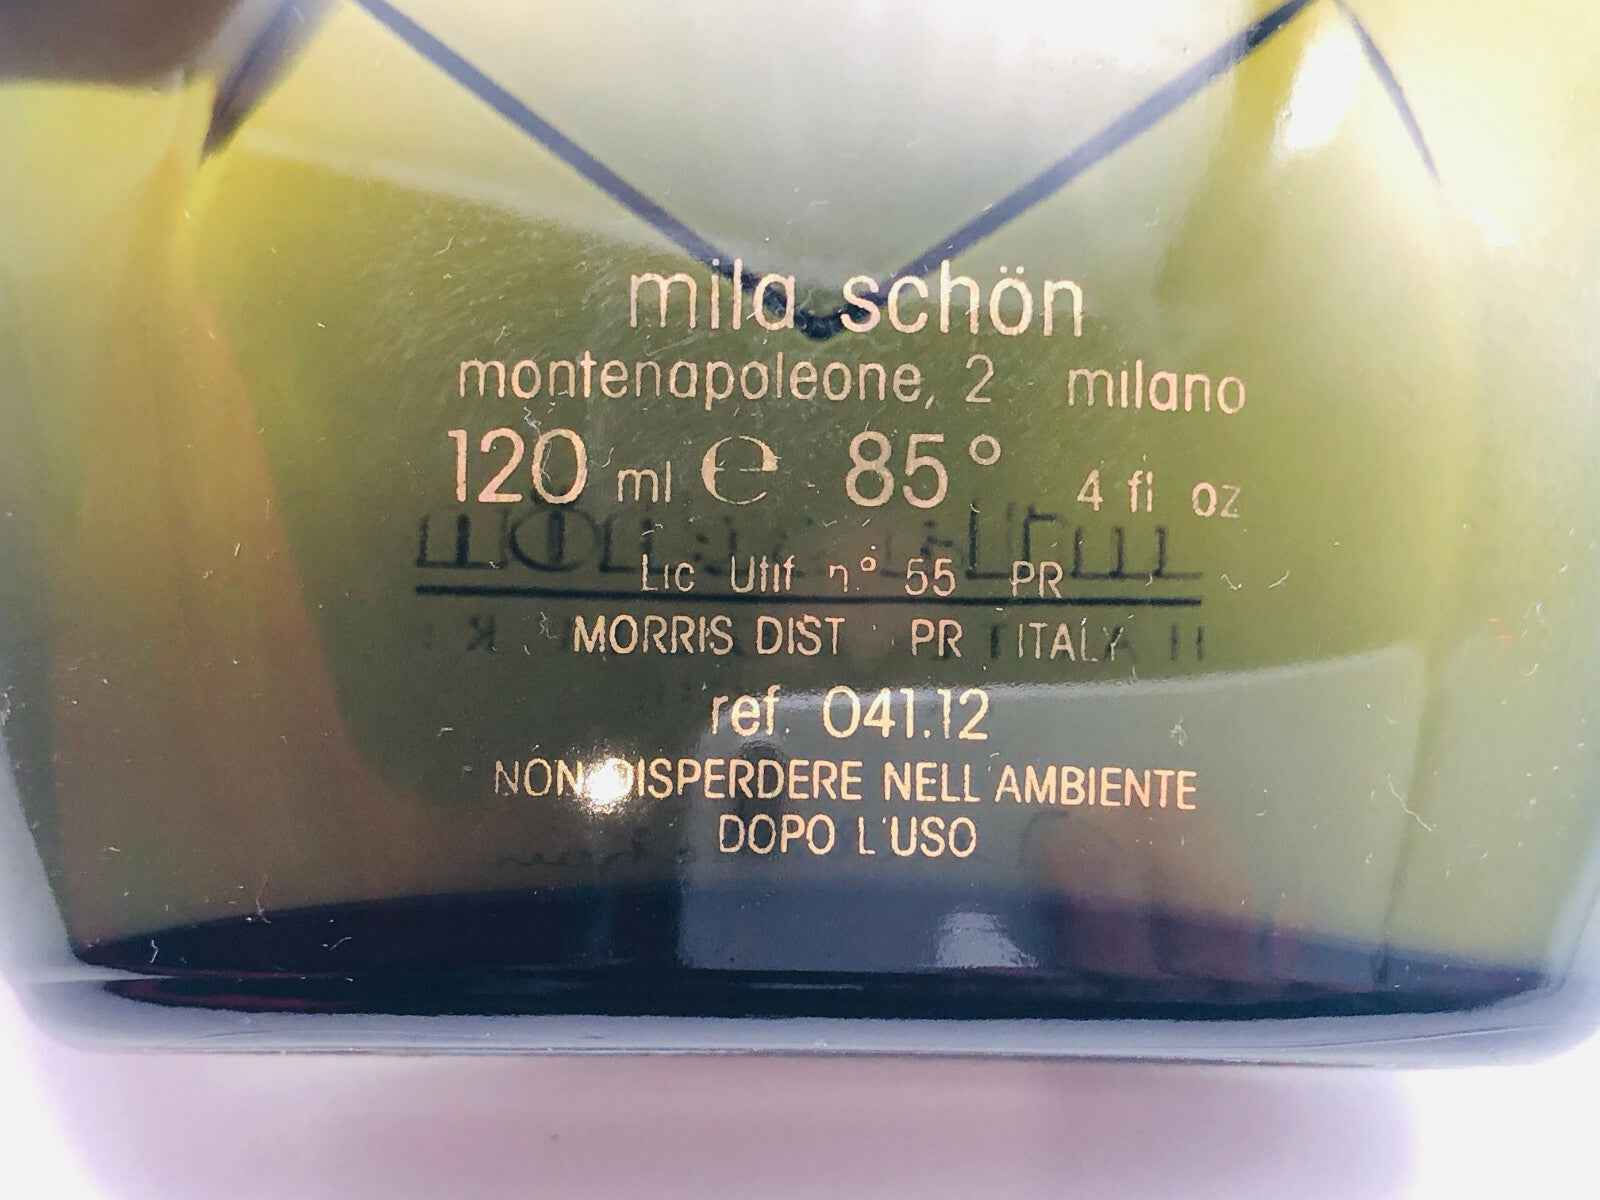 mila schön
montenapoleone, 2 milano
120 ml ℮ 85° 4 fl oz
Lic Utif n.° 55 PR
MORRIS DIST PR ITALY
ref. 041.12
NON DISPERDERE NELL'AMBIENTE
DOPO L'USO